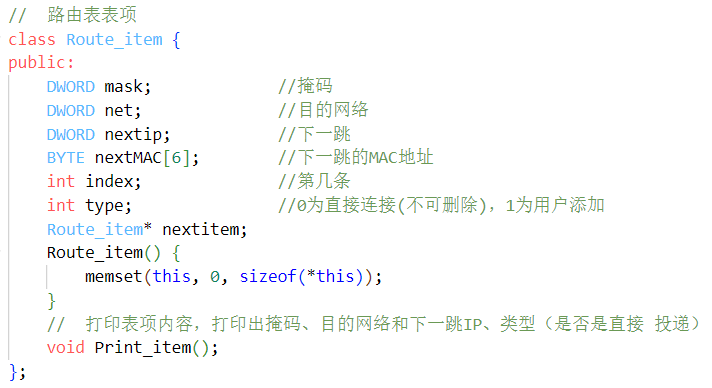 //  路由表表项
class Route_item {
public:
    DWORD mask;             //掩码
    DWORD net;              //目的网络
    DWORD nextip;           //下一跳
    BYTE nextMAC[6];        //下一跳的MAC地址
    int index;              //第几条
    int type;               //0为直接连接(不可删除), 1为用户添加
    Route_item* nextitem;
    Route_item() {
        memset(this, 0, sizeof(*this));
    }
    //  打印表项内容, 打印出掩码、目的网络和下一跳IP、类型（是否是直接 投递）
    void Print_item();
};